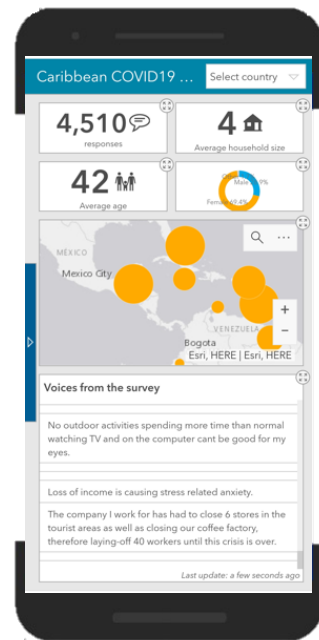 Caribbean COVID19 ...
Select country
4,510
responses
4
Average household size
42
Average age
Other
Male
9%
Female 69.4%
MÉXICO
Mexico City
VENEZUELA
Bogota
Esri, HERE | Esri, HERE
+
−
Voices from the survey
No outdoor activities spending more time than normal
watching TV and on the computer cant be good for my
eyes.
Loss of income is causing stress related anxiety.
The company I work for has had to close 6 stores in the
tourist areas as well as closing our coffee factory,
therefore laying-off 40 workers until this crisis is over.
Last update: a few seconds ago